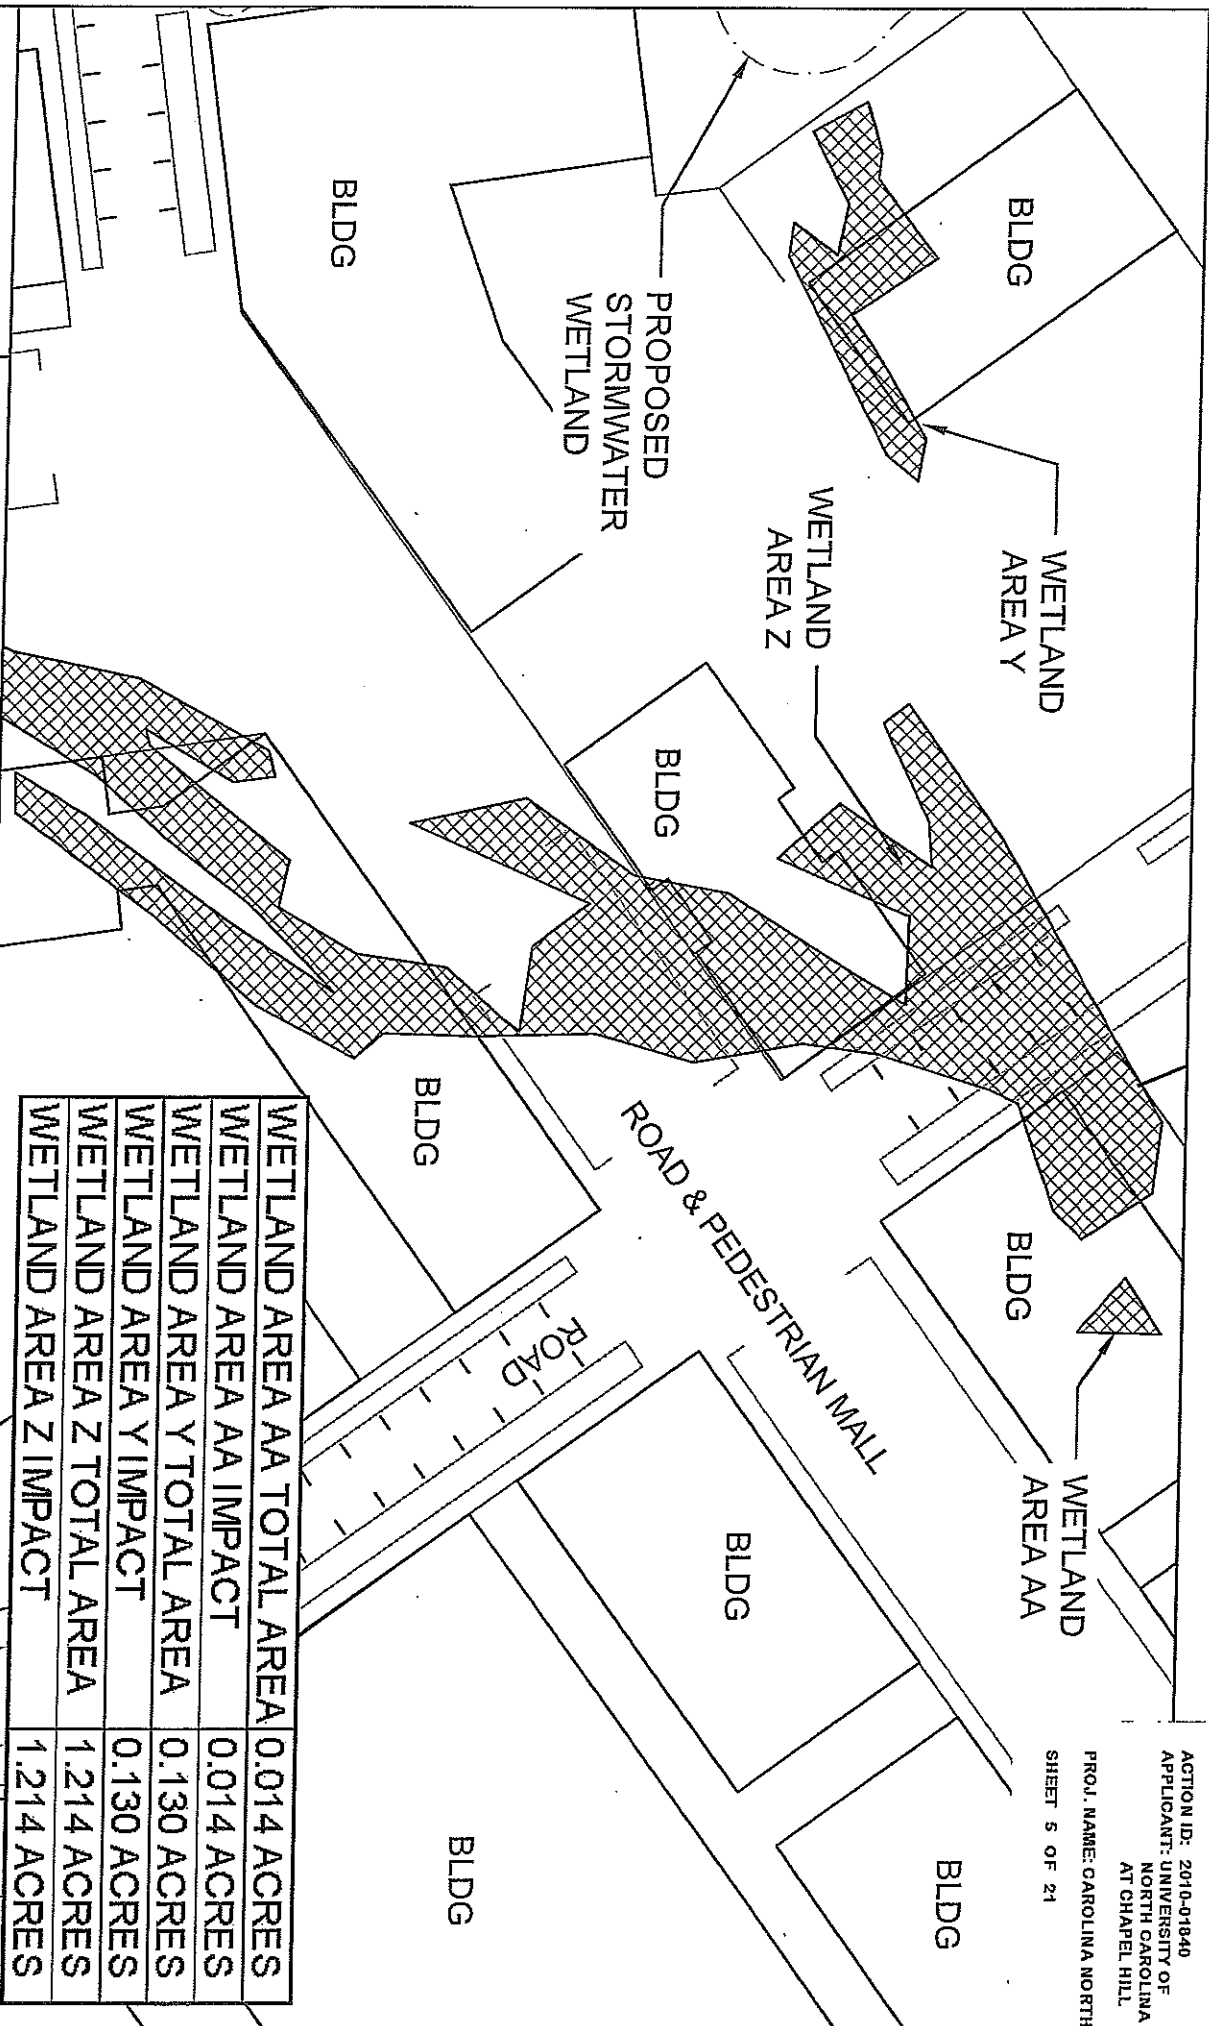 ACTION ID: 2010-01840
APPLICANT: UNIVERSITY OF
NORTH CAROLINA
AT CHAPEL HILL
PROJ. NAME: CAROLINA NORTH
SHEET 5 OF 21
BLDG
WETLAND
AREA Y
WETLAND
AREA Z
BLDG
WETLAND
AREA AA
BLDG
PROPOSED
STORMWATER
WETLAND
BLDG
BLDG
ROAD & PEDESTRIAN MALL
BLDG
BLDG
BLDG
ROAD
BLDG
WETLAND AREA AA TOTAL AREA 0.014 ACRES
WETLAND AREA AA IMPACT 0.014 ACRES
WETLAND AREA Y TOTAL AREA 0.130 ACRES
WETLAND AREA Y IMPACT 0.130 ACRES
WETLAND AREA Z TOTAL AREA 1.214 ACRES
WETLAND AREA Z IMPACT 1.214 ACRES